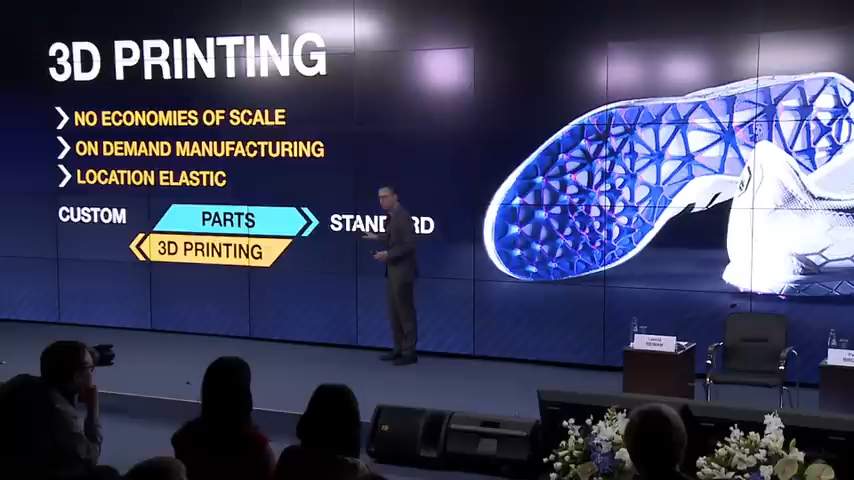 3D PRINTING
NO ECONOMIES OF SCALE
ON DEMAND MANUFACTURING
LOCATION ELASTIC
CUSTOM
PARTS
STANDARD
3D PRINTING